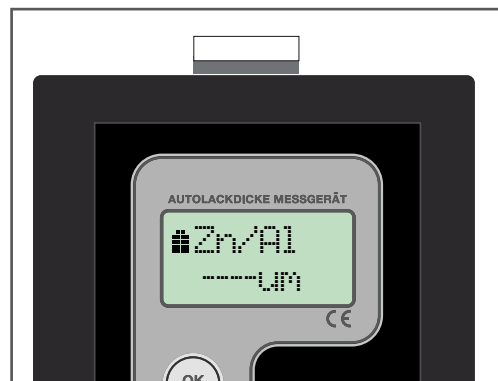 AUTOLACKDICKE MESSGERÄT
Zn/Al
----um
CE
OK